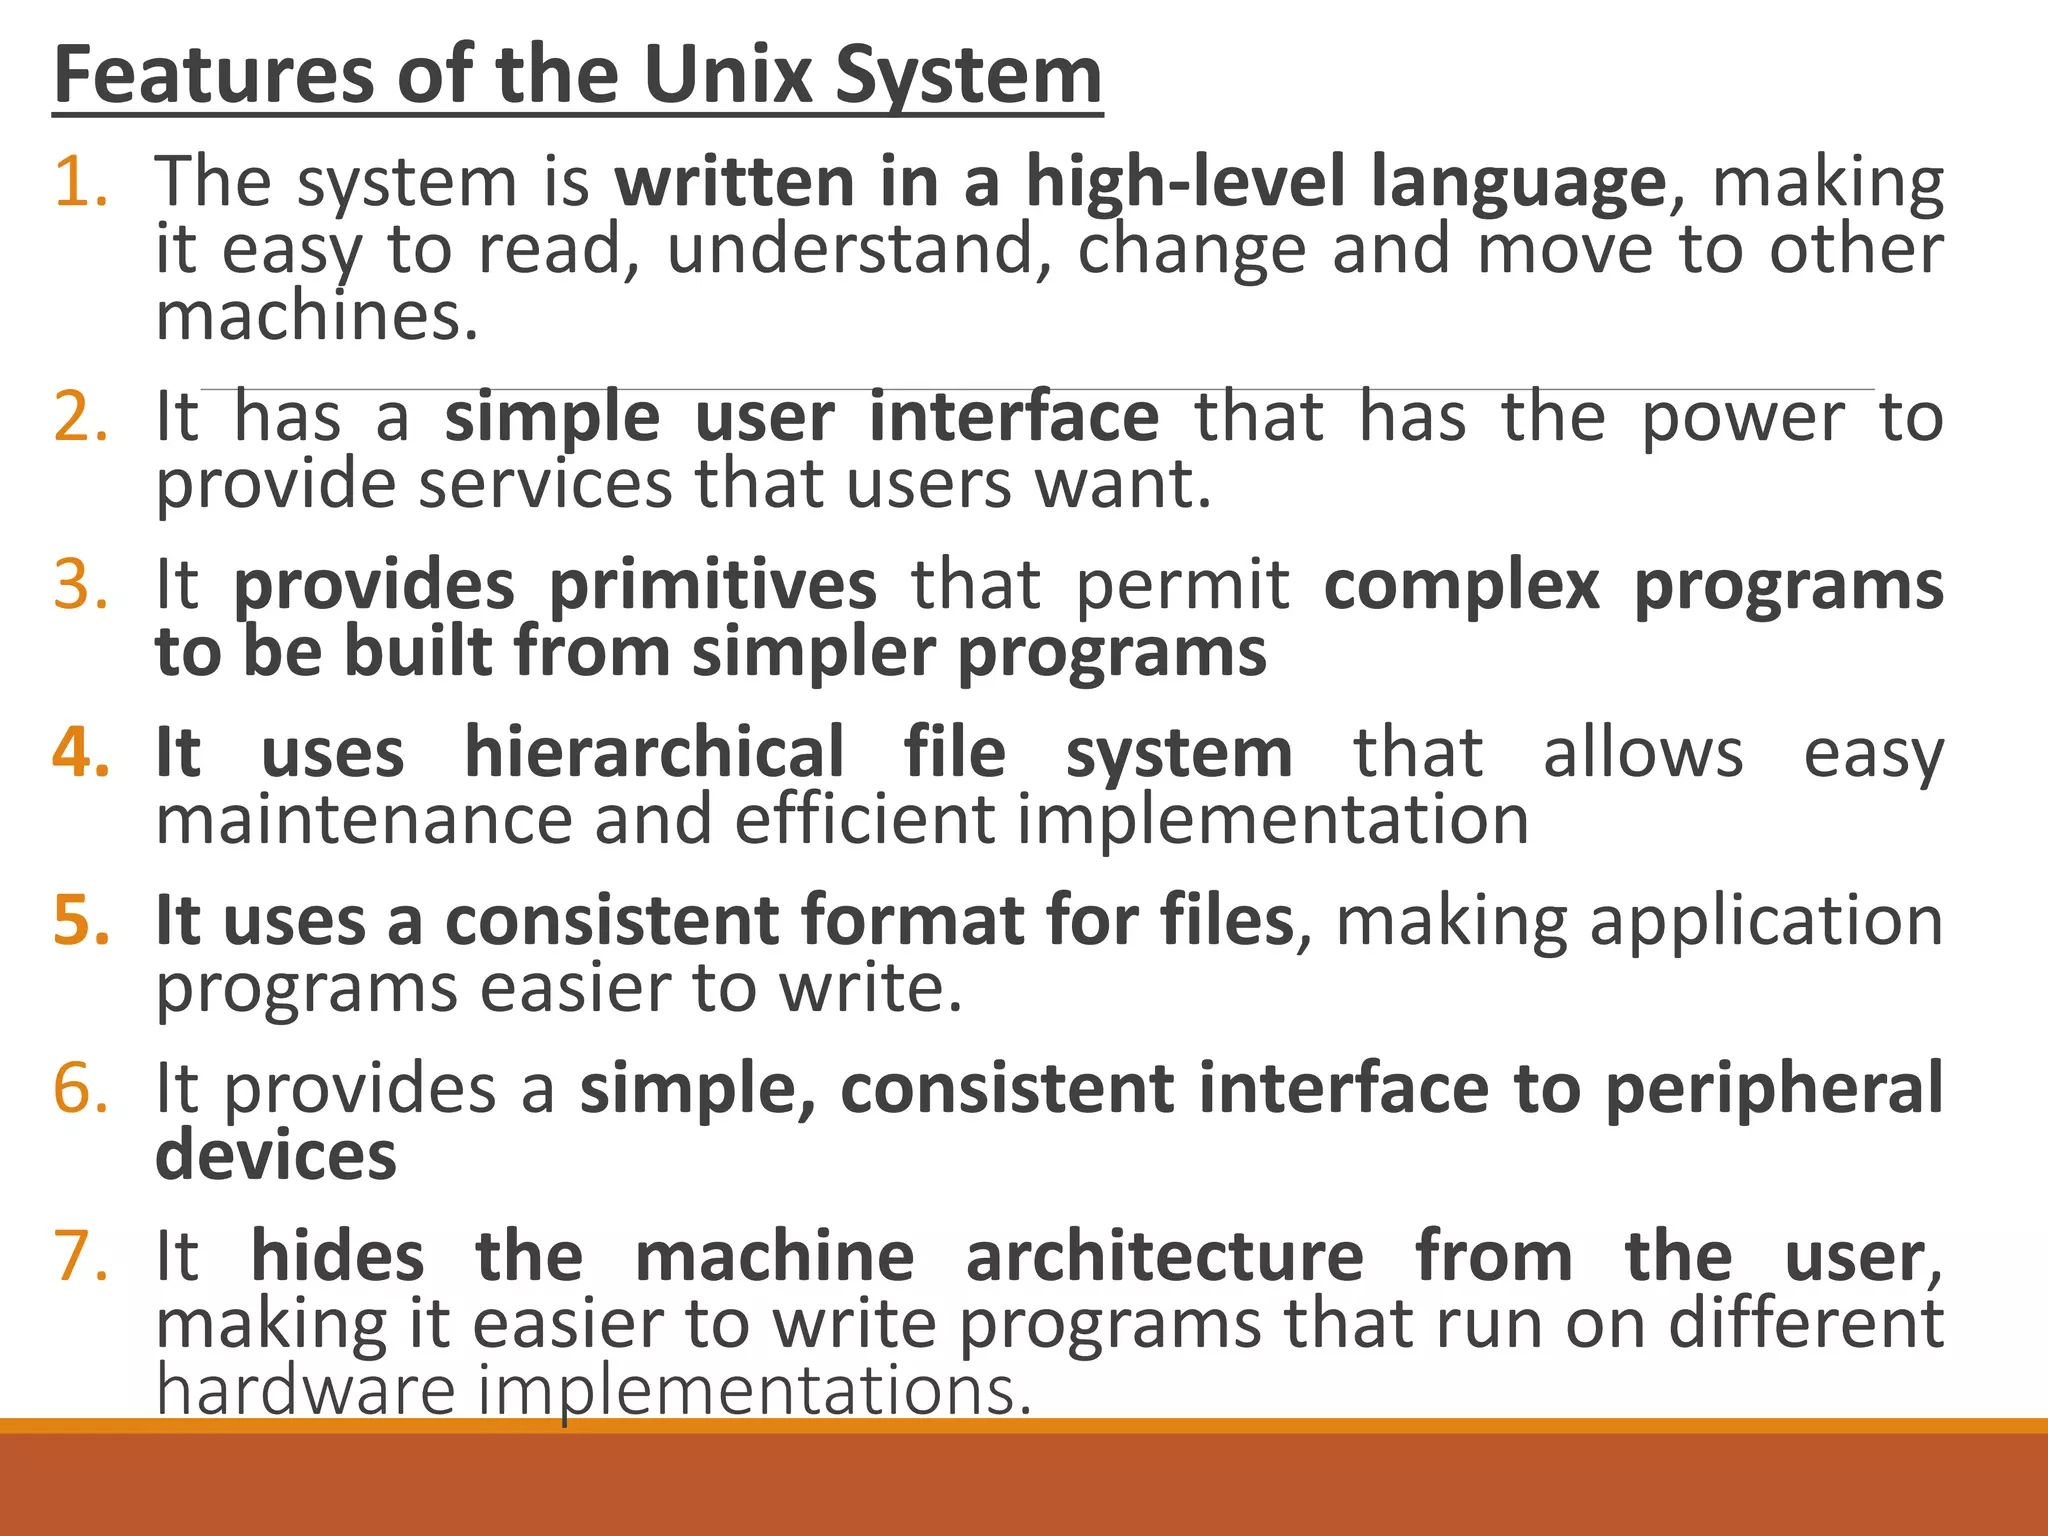 Features of the Unix System
1. The system is written in a high-level language, making
it easy to read, understand, change and move to other
machines.
2. It has a simple user interface that has the power to
provide services that users want.
3. It provides primitives that permit complex programs
to be built from simpler programs
4. It uses hierarchical file system that allows easy
maintenance and efficient implementation
5. It uses a consistent format for files, making application
programs easier to write.
6. It provides a simple, consistent interface to peripheral
devices
7. It hides the machine architecture from the user,
making it easier to write programs that run on different
hardware implementations.